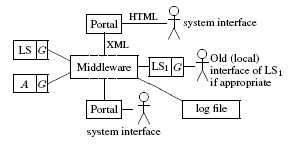 HTML
Portal
system interface
XML
LS G
Middleware
LS1 G
Old (local)
interface of LS1
if appropriate
A G
Portal
log file
system interface